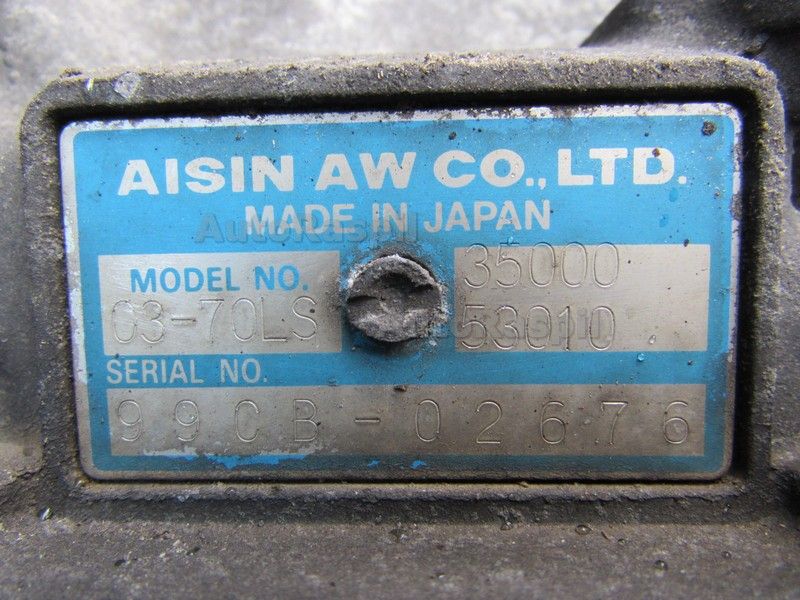 AISIN AW CO., LTD.
MADE IN JAPAN
MODEL NO.
03-70LS
35000
53010
SERIAL NO.
99CB-02676